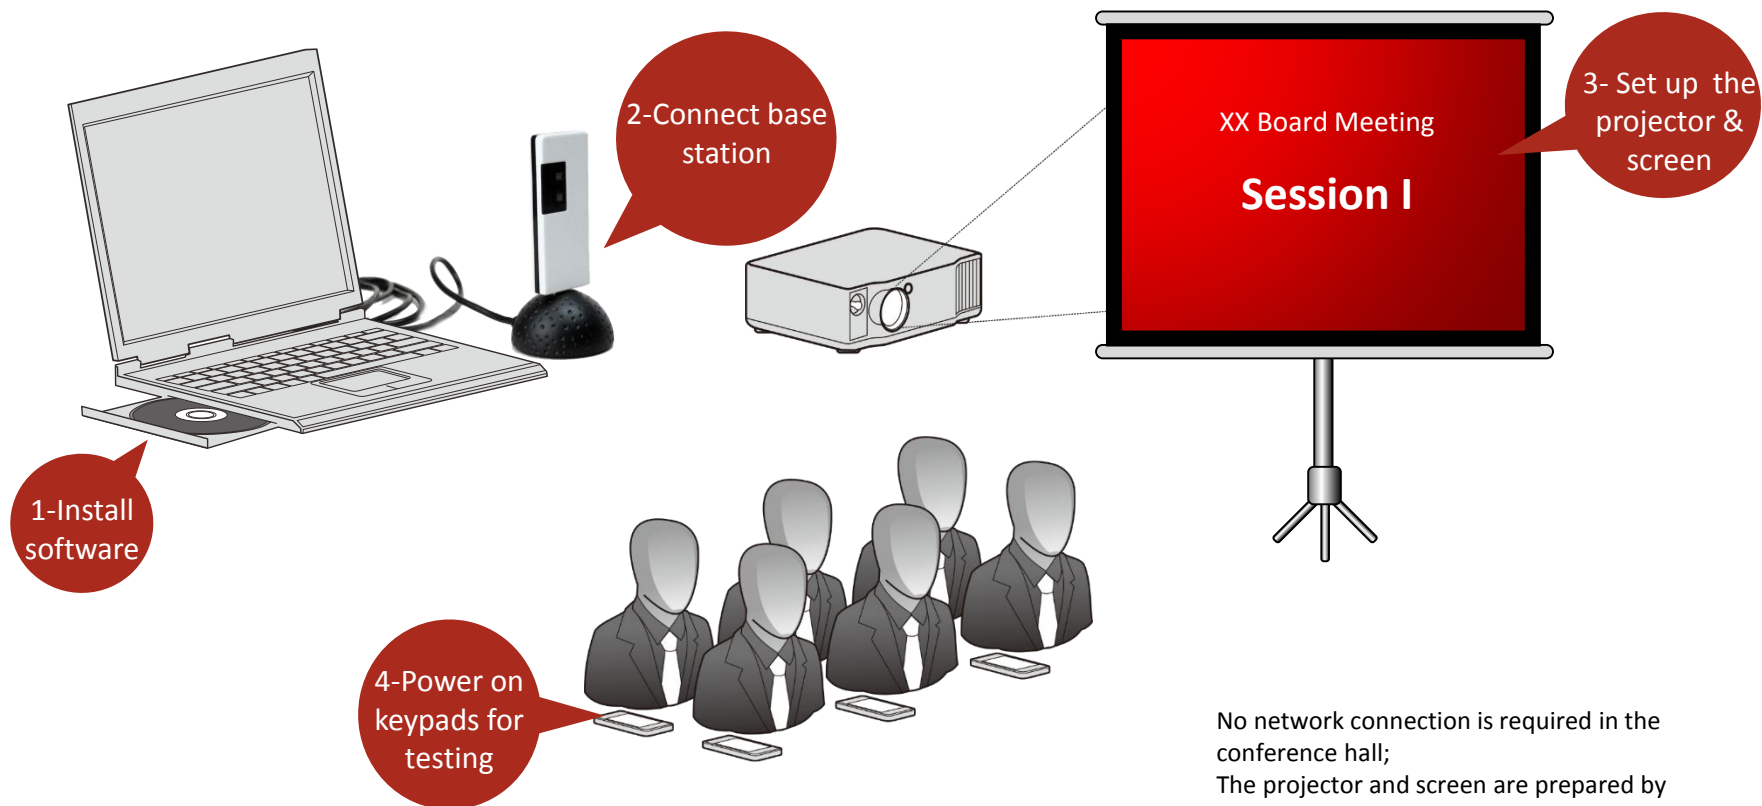 2-Connect base
station
XX Board Meeting
Session I
3- Set up  the
projector &
screen
1-Install
software
4-Power on
keypads for
testing
No network connection is required in the
conference hall;
The projector and screen are prepared by